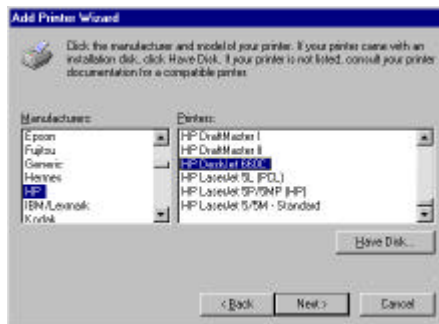 Add Printer Wizard
Click the manufacturer and model of your printer. If your printer came with an
installation disk, click Have Disk. If your printer is not listed, consult your printer
documentation for a compatible printer.
Manufacturers:
Printers:
Epson
Fujitsu
Generic
Hermes
HP
IBM/Lexmark
Kodak
HP DraftMaster I
HP DraftMaster II
HP DeskJet 660C
HP LaserJet 5L (PCL)
HP LaserJet 5P/5MP (HP)
HP LaserJet 5/5M - Standard
Have Disk...
< Back
Next >
Cancel